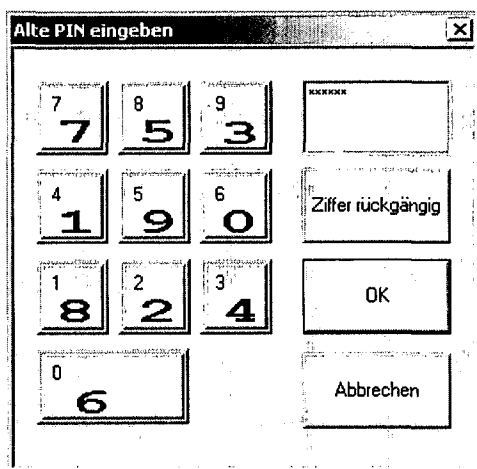 Alte PIN eingeben
7 8 9 xxxxxx
7 5 3
4 5 6 Ziffer rückgängig
1 9 0
1 2 3 OK
8 2 4
0 Abbrechen
6